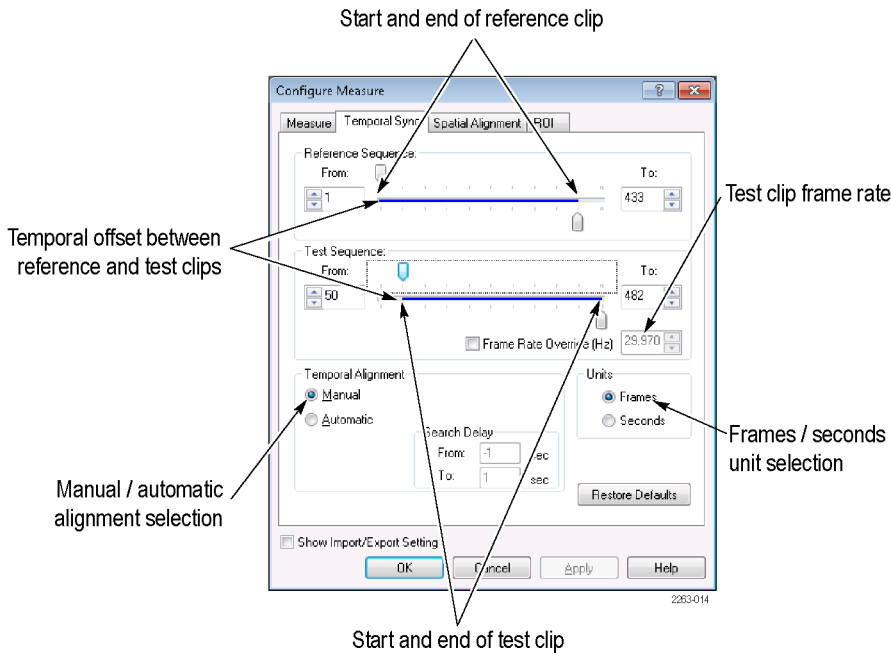 Start and end of reference clip
Configure Measure
Measure Temporal Sync Spatial Alignment ROI
Reference Sequence:
From: To:
1 433
Test clip frame rate
Temporal offset between
reference and test clips
Test Sequence:
From: To:
50 482
Frame Rate Override (Hz) 29.970
Temporal Alignment
Manual
Automatic
Search Delay
From: -1 sec
To: 1 sec
Units
Frames
Seconds
Frames / seconds
unit selection
Manual / automatic
alignment selection
Restore Defaults
Show Import/Export Setting
OK Cancel Apply Help
2263-014
Start and end of test clip